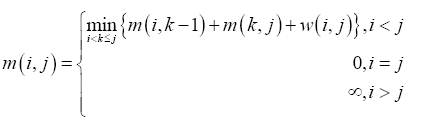 m(i,j) = { min_{i<k≤j} {m(i,k−1)+m(k,j)+w(i,j)}, i<j
0, i=j
∞, i>j